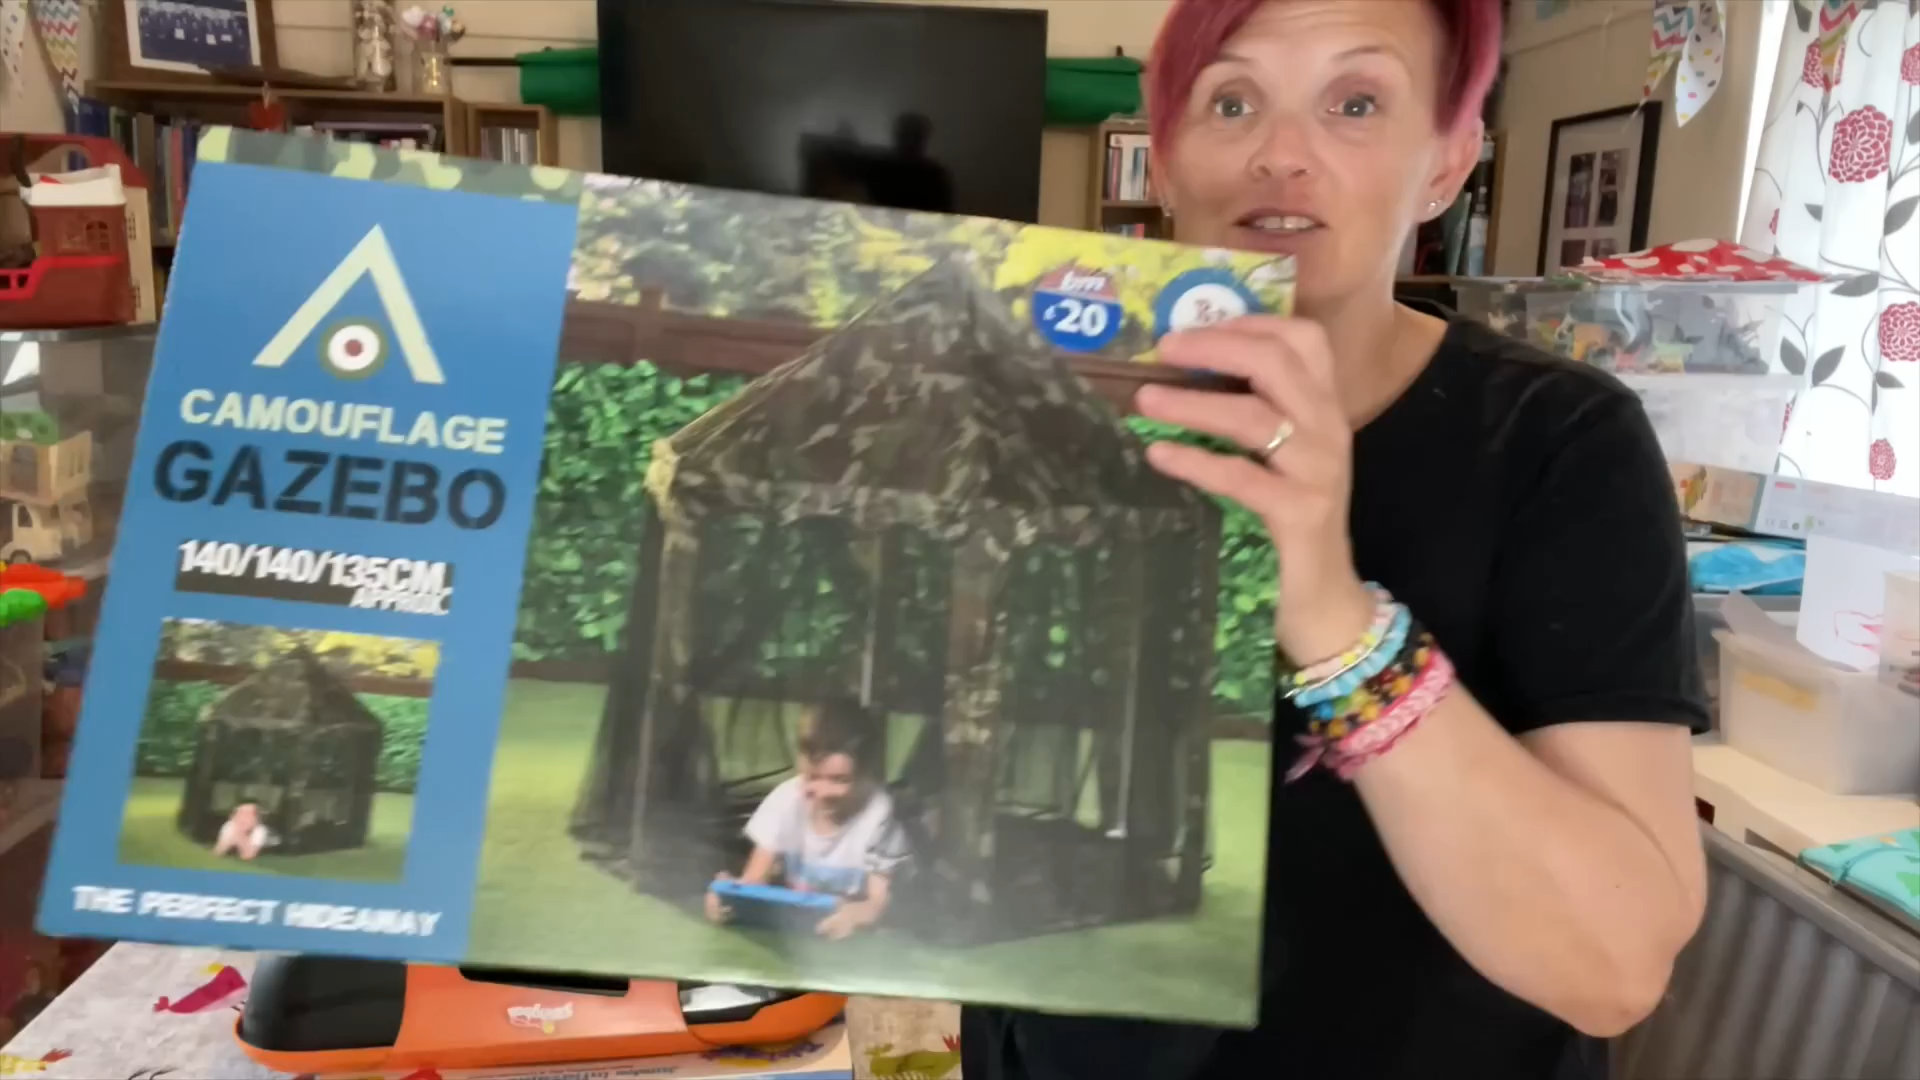 CAMOUFLAGE
GAZEBO
140/140/135CM.
APPROX.
THE PERFECT HIDEAWAY
bm
£20